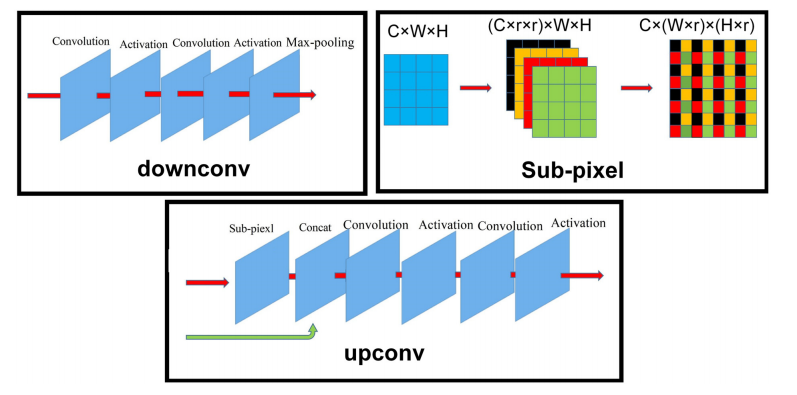 Convolution Activation Convolution Activation Max-pooling
downconv
C×W×H (C×r×r)×W×H C×(W×r)×(H×r)
Sub-pixel
Sub-piexl Concat Convolution Activation Convolution Activation
upconv